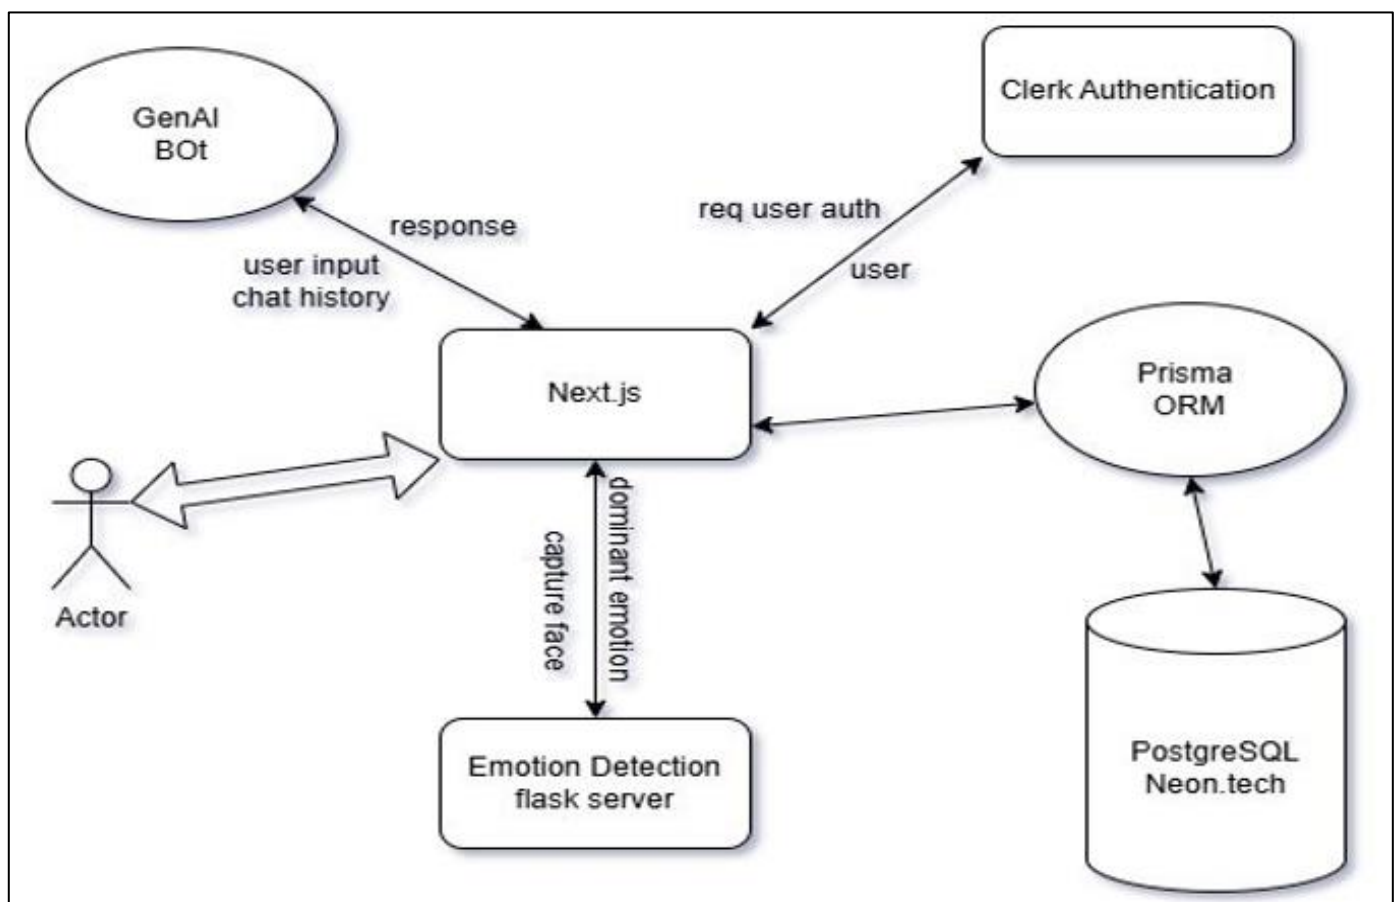 GenAI
BOt
Clerk Authentication
response
req user auth
user input
chat history
user
Next.js
Prisma
ORM
dominant emotion
capture face
Actor
Emotion Detection
flask server
PostgreSQL
Neon.tech